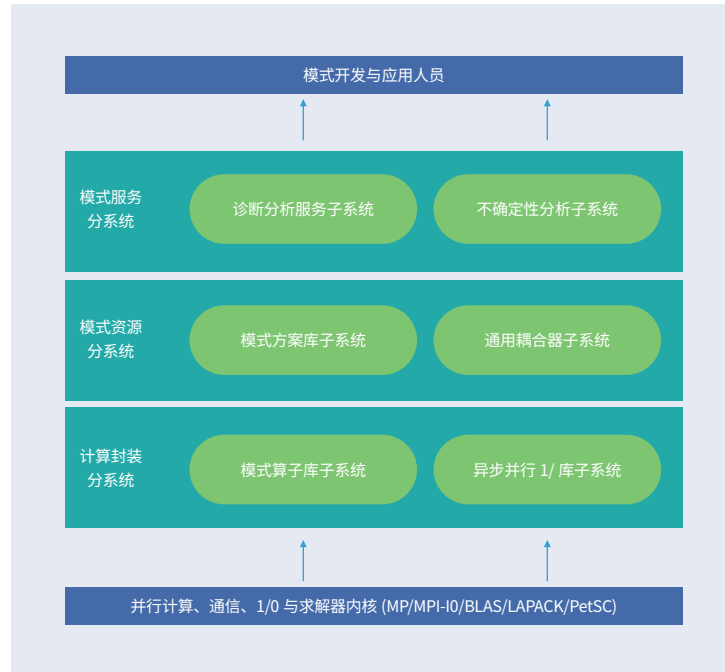 模式开发与应用人员
模式服务
分系统
诊断分析服务子系统
不确定性分析子系统
模式资源
分系统
模式方案库子系统
通用耦合器子系统
计算封装
分系统
模式算子库子系统
异步并行 1/ 库子系统
并行计算、通信、1/0 与求解器内核 (MP/MPI-I0/BLAS/LAPACK/PetSC)